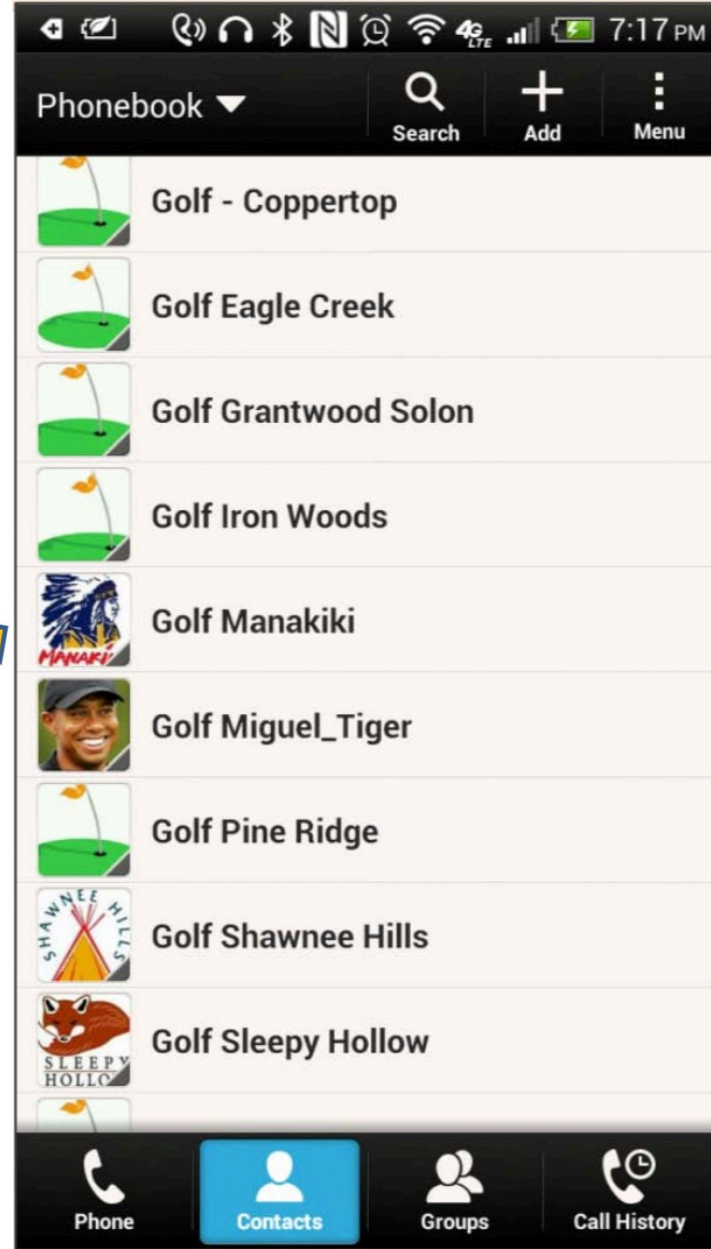 4G LTE 7:17 PM
Phonebook
Search Add Menu
Golf - Coppertop
Golf Eagle Creek
Golf Grantwood Solon
Golf Iron Woods
Golf Manakiki
Golf Miguel_Tiger
Golf Pine Ridge
SHAWNEE HILLS
Golf Shawnee Hills
SLEEPY
Golf Sleepy Hollow
Phone Contacts Groups Call History